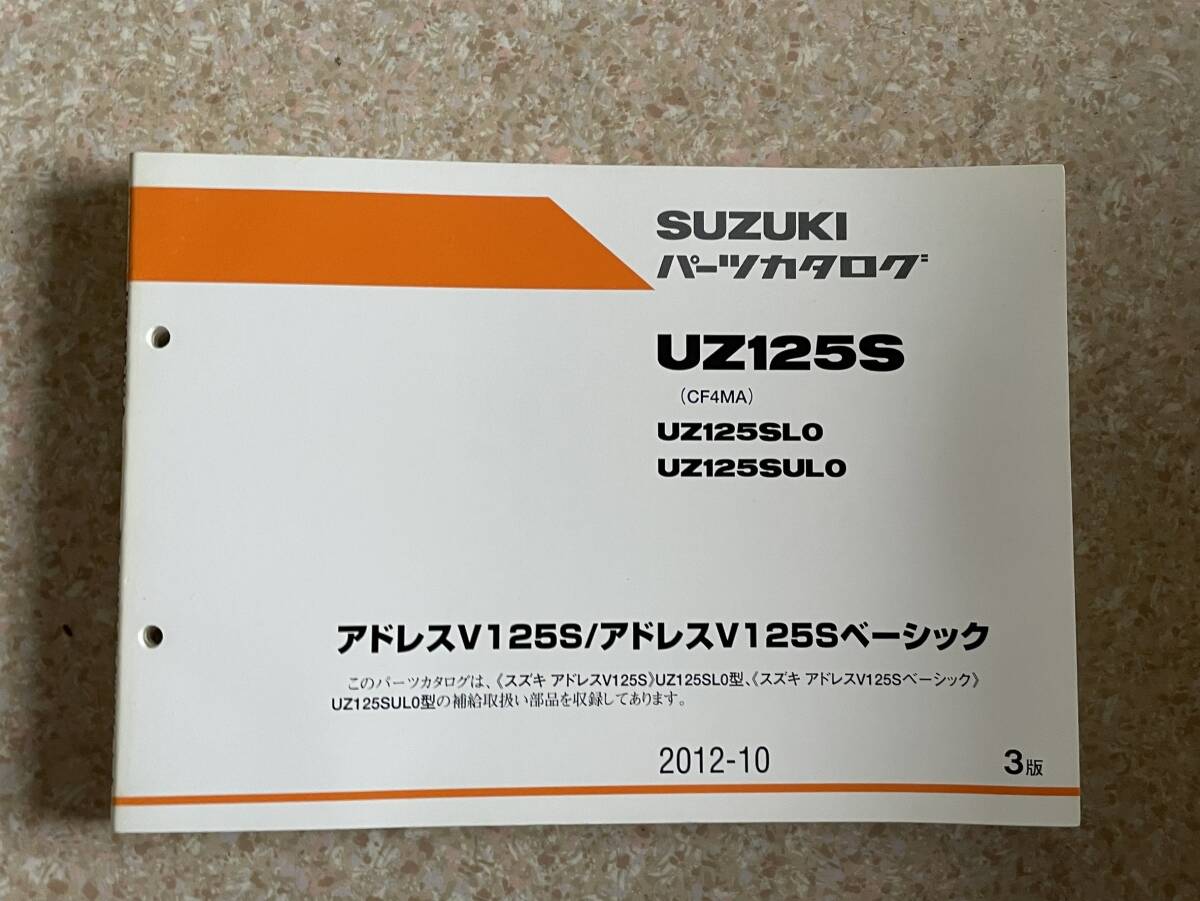 SUZUKI
パーツカタログ
UZ125S
（CF4MA）
UZ125SL0
UZ125SUL0
アドレスV125S/アドレスV125Sベーシック
このパーツカタログは、《スズキ アドレスV125S》UZ125SL0型、《スズキ アドレスV125Sベーシック》
UZ125SUL0型の補給取扱い部品を収録してあります。
2012-10
3版